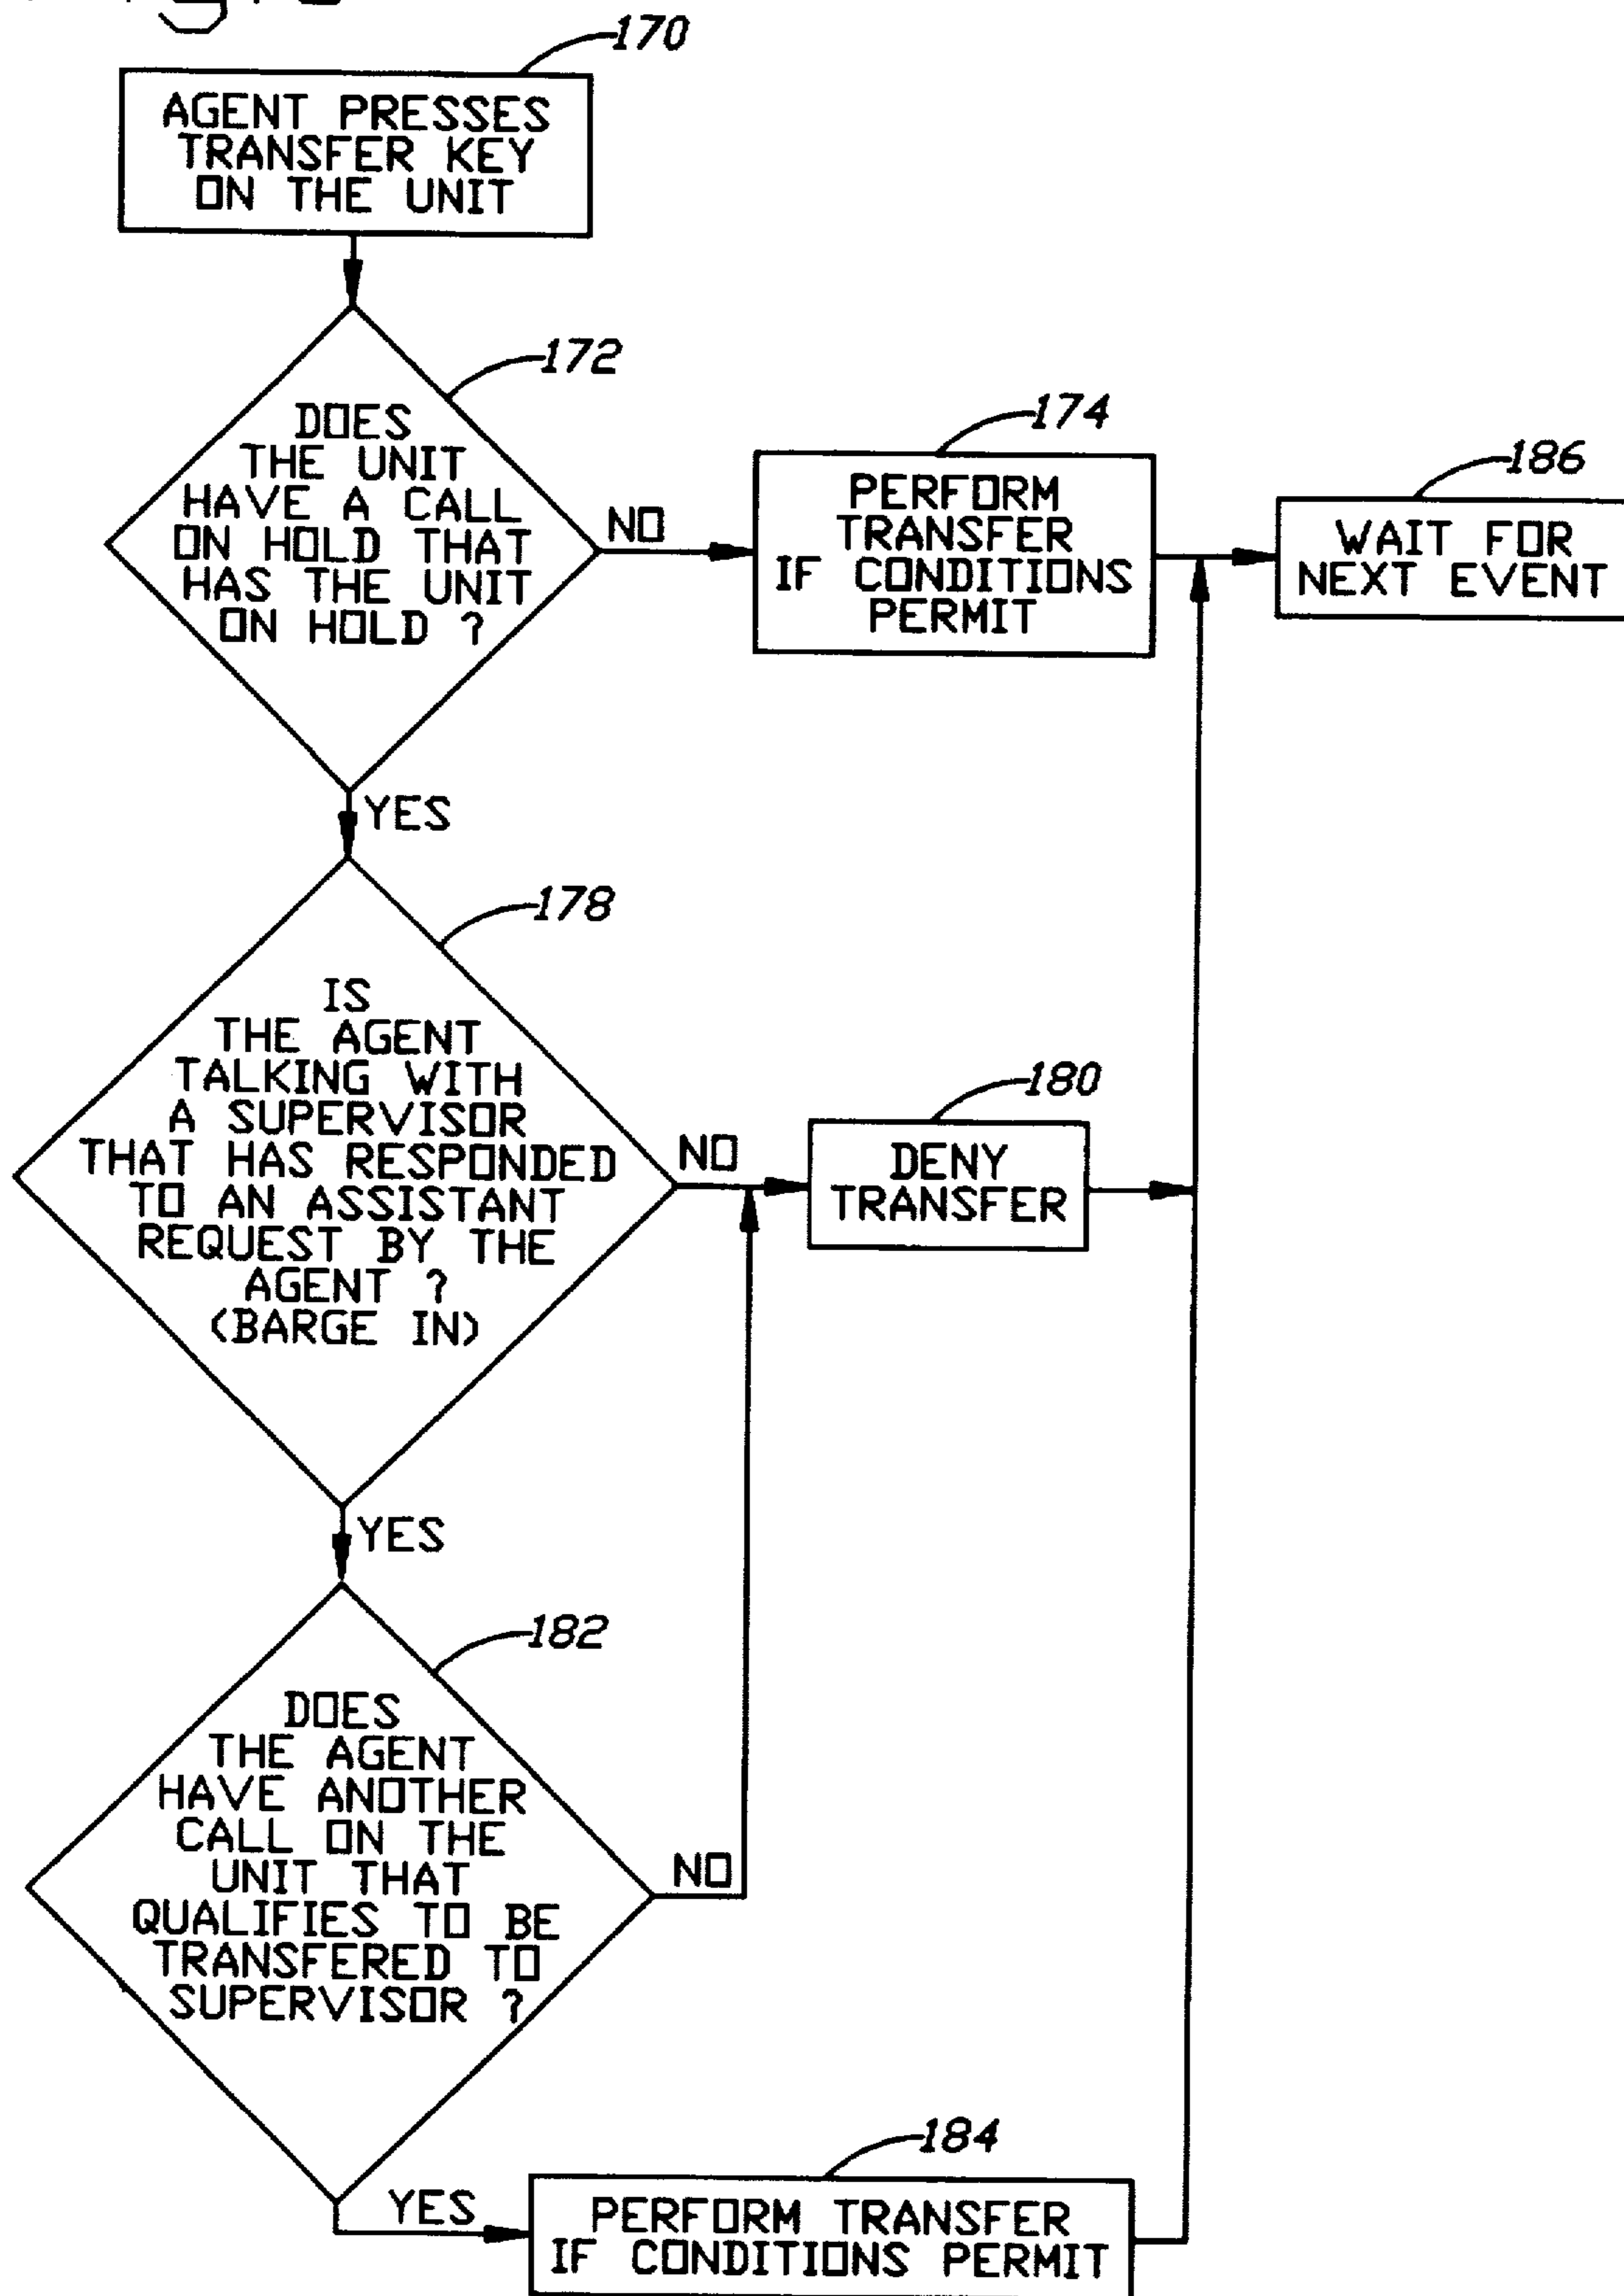 170
AGENT PRESSES
TRANSFER KEY
ON THE UNIT
172
DOES
THE UNIT
HAVE A CALL
ON HOLD THAT
HAS THE UNIT
ON HOLD ?
NO
174
PERFORM
TRANSFER
IF CONDITIONS
PERMIT
186
WAIT FOR
NEXT EVENT
YES
178
IS
THE AGENT
TALKING WITH
A SUPERVISOR
THAT HAS RESPONDED
TO AN ASSISTANT
REQUEST BY THE
AGENT ?
(BARGE IN)
NO
180
DENY
TRANSFER
YES
182
DOES
THE AGENT
HAVE ANOTHER
CALL ON THE
UNIT THAT
QUALIFIES TO BE
TRANSFERED TO
SUPERVISOR ?
NO
YES
184
PERFORM TRANSFER
IF CONDITIONS PERMIT